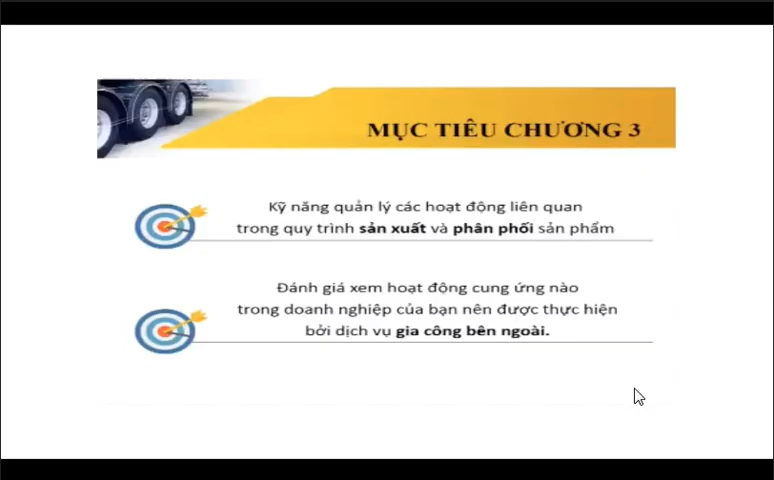 MỤC TIÊU CHƯƠNG 3
Kỹ năng quản lý các hoạt động liên quan
trong quy trình sản xuất và phân phối sản phẩm
Đánh giá xem hoạt động cung ứng nào
trong doanh nghiệp của bạn nên được thực hiện
bởi dịch vụ gia công bên ngoài.